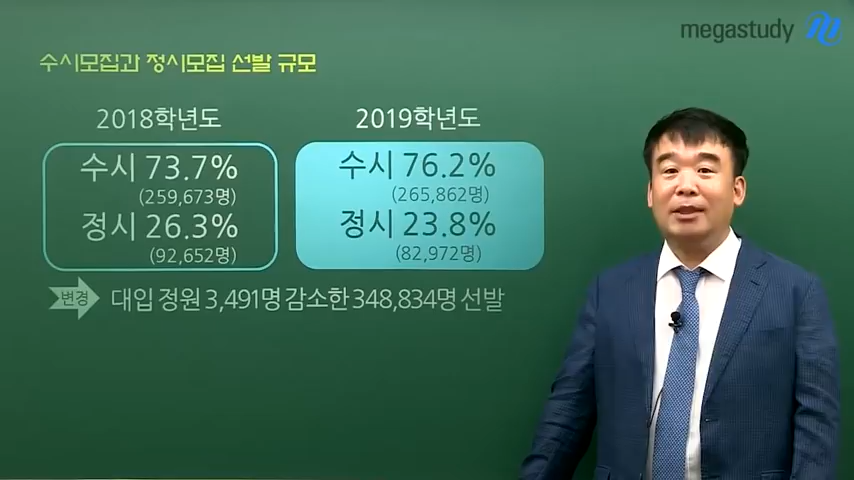 megastudy
수시모집과 정시모집 선발 규모
2018학년도
수시 73.7%
(259,673명)
정시 26.3%
(92,652명)
2019학년도
수시 76.2%
(265,862명)
정시 23.8%
(82,972명)
변경 대입 정원 3,491명 감소한 348,834명 선발